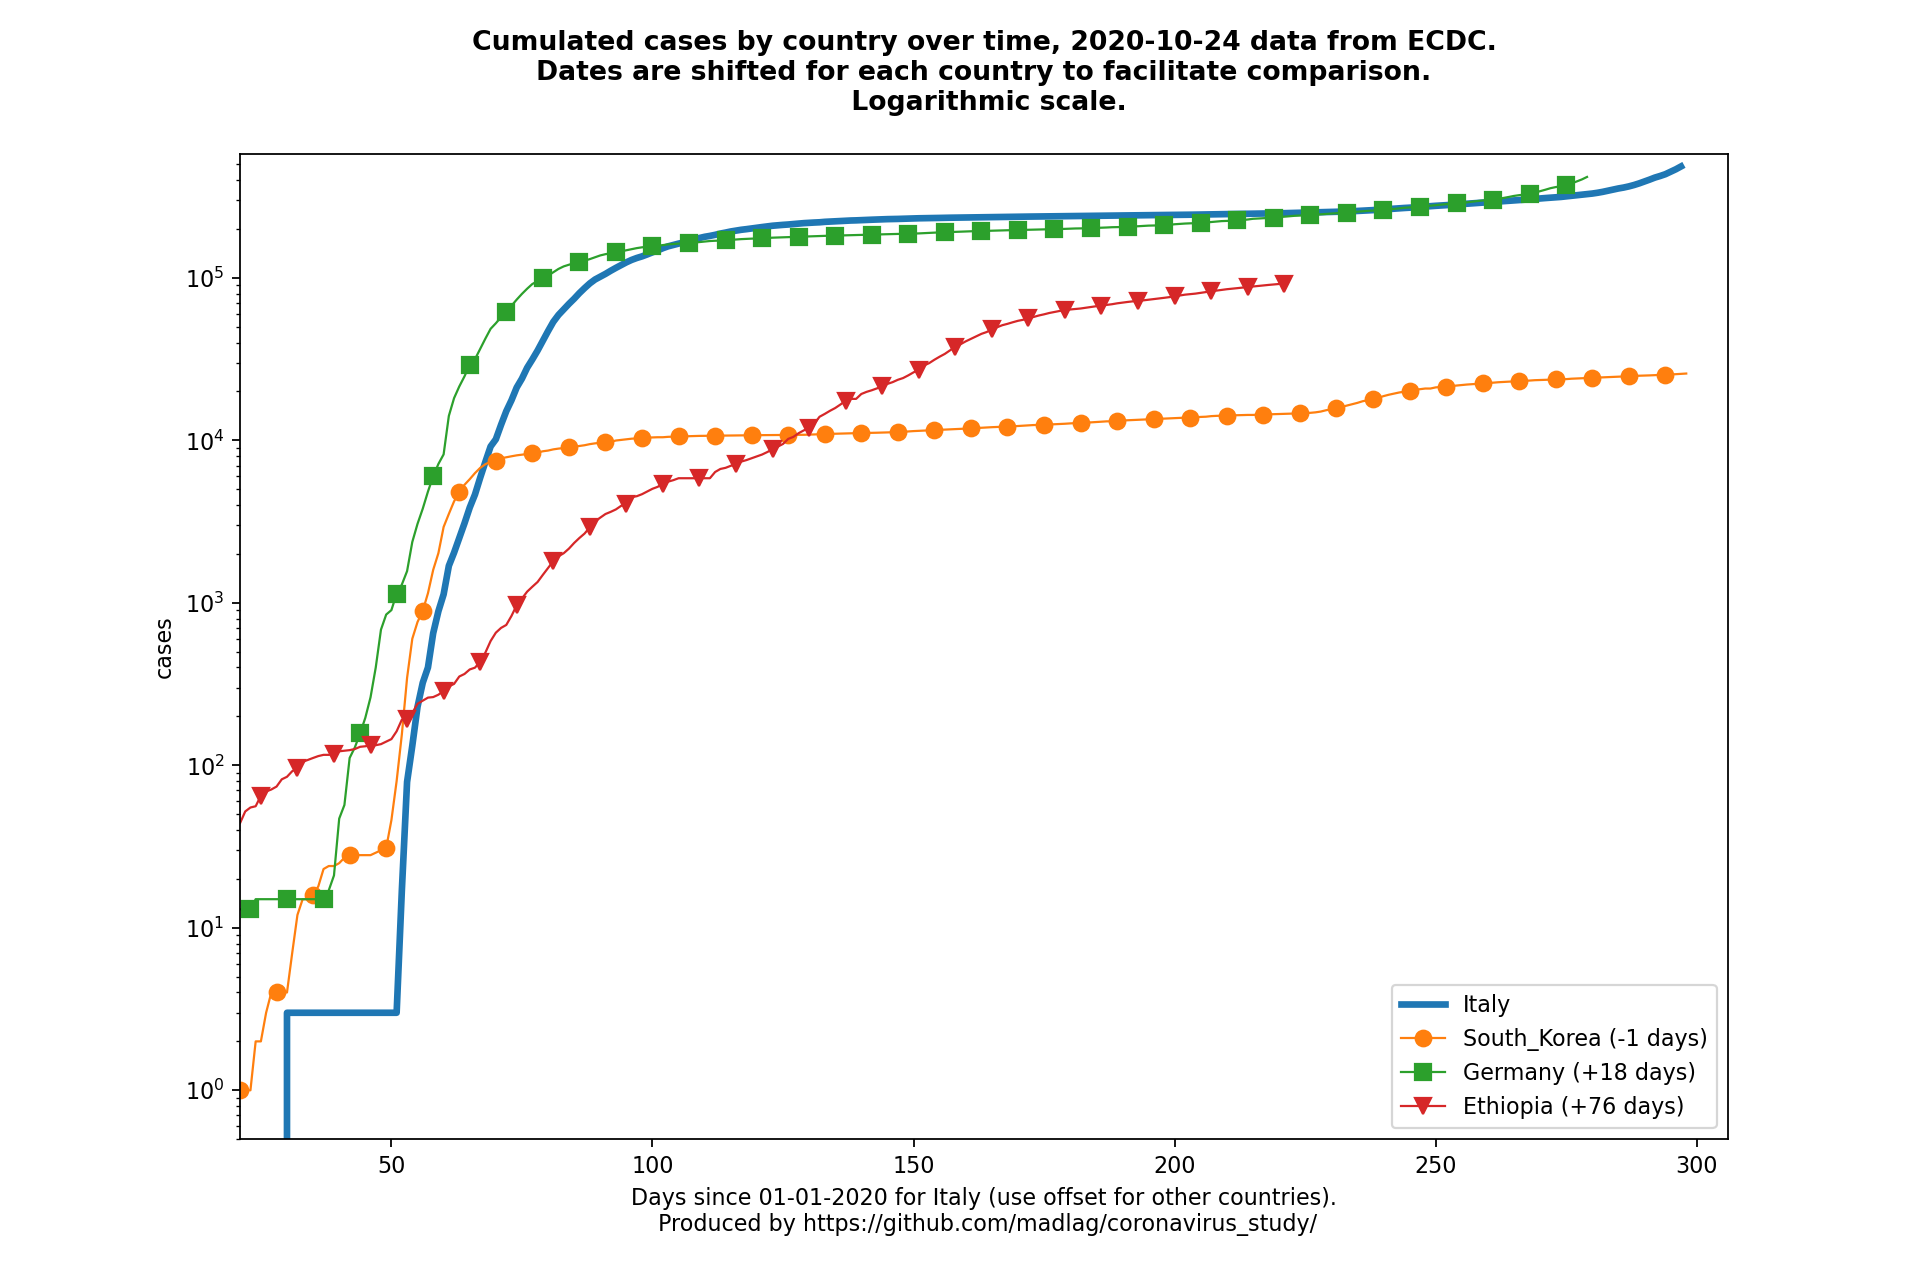 Cumulated cases by country over time, 2020-10-24 data from ECDC.
Dates are shifted for each country to facilitate comparison.
Logarithmic scale.
10^5
10^4
10^3
10^2
10^1
10^0
cases
50
100
150
200
250
300
Italy
South_Korea (-1 days)
Germany (+18 days)
Ethiopia (+76 days)
Days since 01-01-2020 for Italy (use offset for other countries).
Produced by https://github.com/madlag/coronavirus_study/